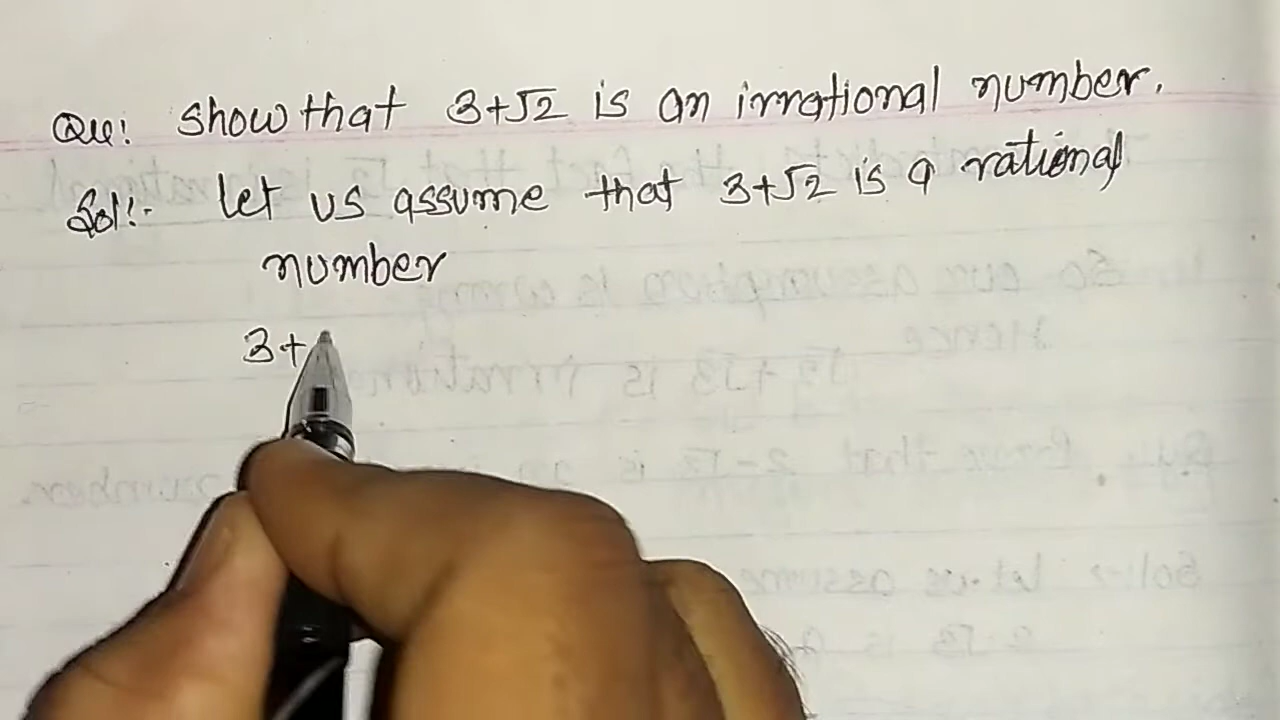 Que: Show that 3+√2 is an irrational number.
Sol:- Let us assume that 3+√2 is a rational
number
3+